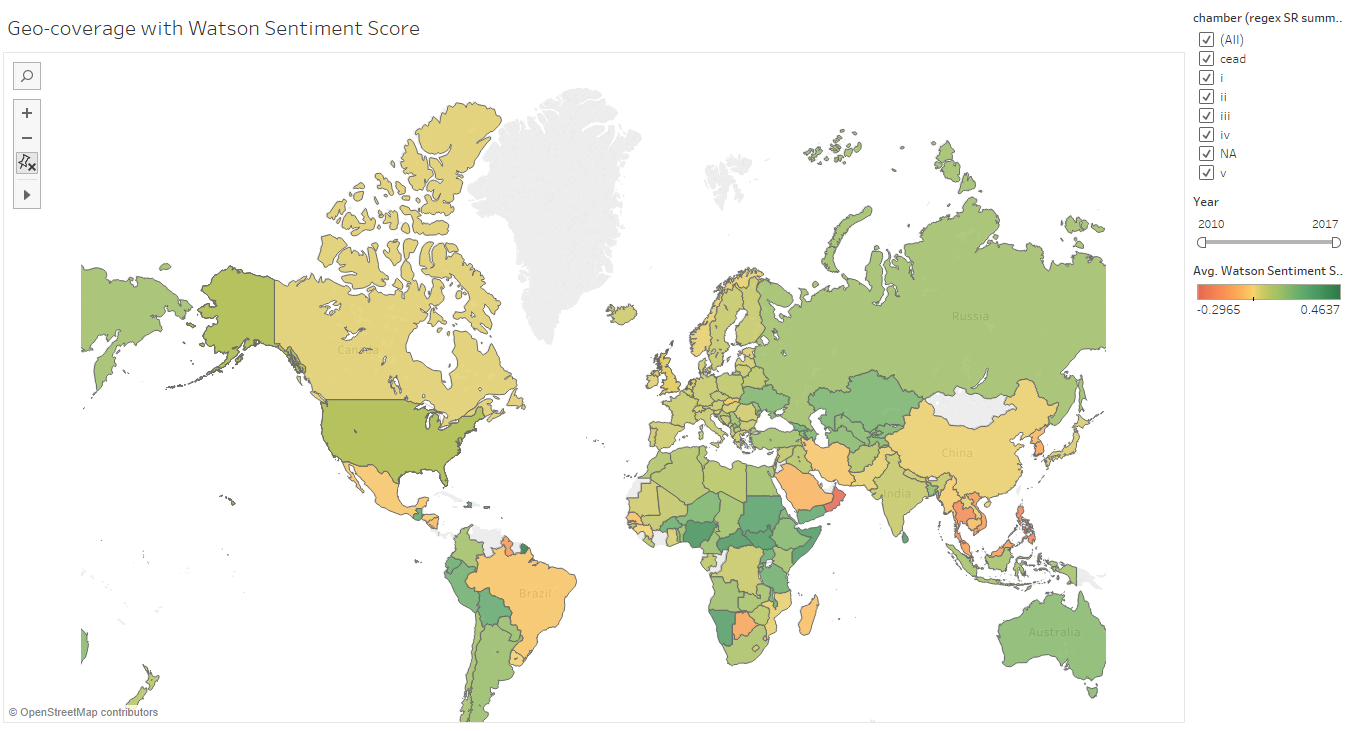 Geo-coverage with Watson Sentiment Score
chamber (regex SR summ..
(All)
cead
i
ii
iii
iv
NA
v
Year
2010 2017
Avg. Watson Sentiment S..
-0.2965 0.4637
Russia
Canada
China
India
Brazil
Australia
© OpenStreetMap contributors